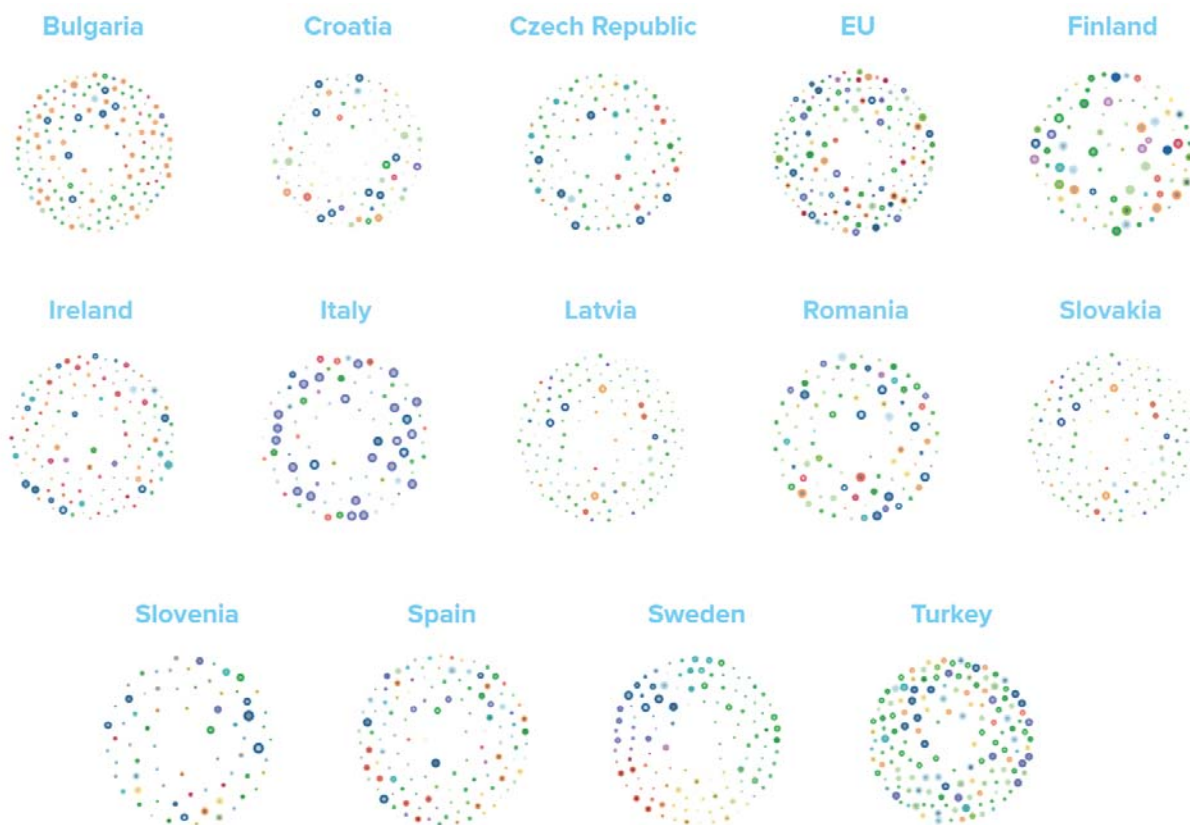 Bulgaria Croatia Czech Republic EU Finland
Ireland Italy Latvia Romania Slovakia
Slovenia Spain Sweden Turkey